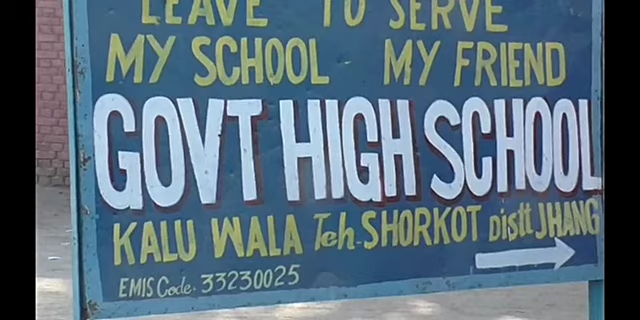 LEAVE TO SERVE
MY SCHOOL MY FRIEND
GOVT HIGH SCHOOL
KALU WALA Teh. SHORKOT Distt JHANG
EMIS Code. 33230025